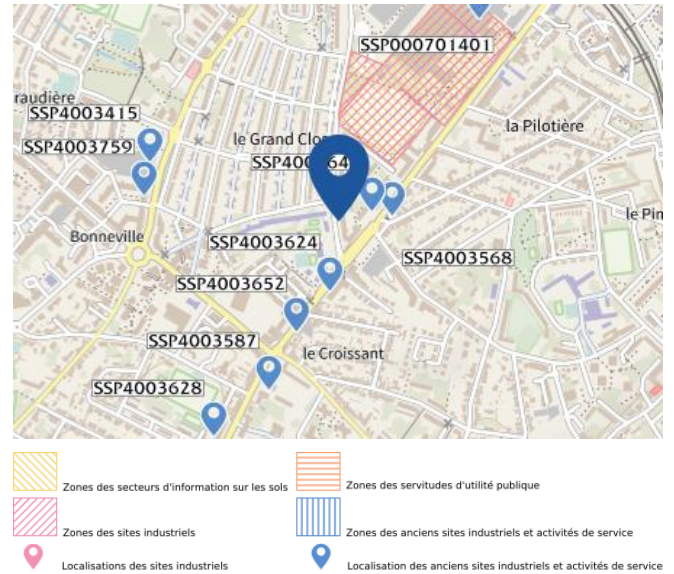 SSP000701401
raudière
SSP4003415
la Pilotière
SSP4003759
le Grand Clos
le Pin
Bonneville
SSP4003624
SSP4003568
SSP4003652
SSP4003587
le Croissant
SSP4003628
Zones des secteurs d'information sur les sols
Zones des servitudes d'utilité publique
Zones des sites industriels
Zones des anciens sites industriels et activités de service
Localisations des sites industriels
Localisation des anciens sites industriels et activités de service